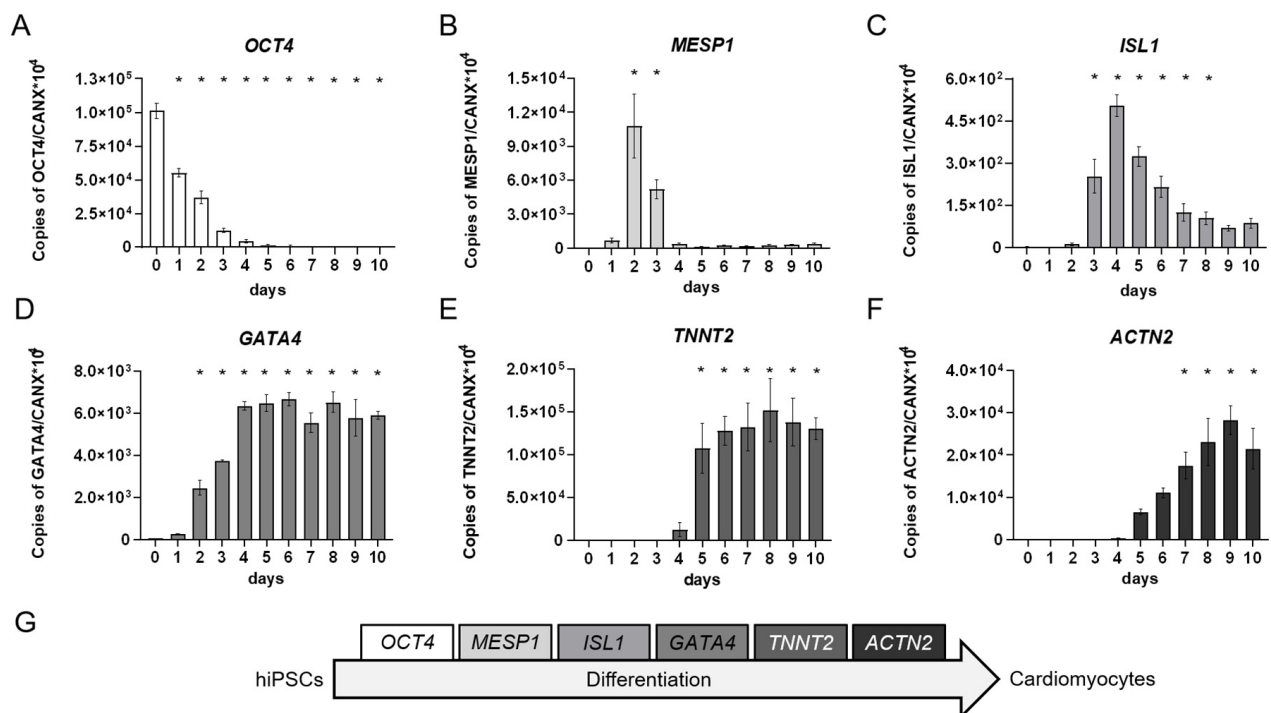 A
OCT4
Copies of OCT4/CANX*10⁴
1.3×10⁵
1.0×10⁵
7.5×10⁴
5.0×10⁴
2.5×10⁴
0
* * * * * * * * * *
0 1 2 3 4 5 6 7 8 9 10
days
B
MESP1
Copies of MESP1/CANX*10⁴
1.5×10⁴
1.2×10⁴
9.0×10³
6.0×10³
3.0×10³
0
* *
0 1 2 3 4 5 6 7 8 9 10
days
C
ISL1
Copies of ISL1/CANX*10⁴
6.0×10²
4.5×10²
3.0×10²
1.5×10²
0
* * * * * *
0 1 2 3 4 5 6 7 8 9 10
days
D
GATA4
Copies of GATA4/CANX*10⁴
8.0×10³
6.0×10³
4.0×10³
2.0×10³
0
* * * * * * * * *
0 1 2 3 4 5 6 7 8 9 10
days
E
TNNT2
Copies of TNNT2/CANX*10⁴
2.0×10⁵
1.5×10⁵
1.0×10⁵
5.0×10⁴
0
* * * * * *
0 1 2 3 4 5 6 7 8 9 10
days
F
ACTN2
Copies of ACTN2/CANX*10⁴
4.0×10⁴
3.0×10⁴
2.0×10⁴
1.0×10⁴
0
* * * *
0 1 2 3 4 5 6 7 8 9 10
days
G
OCT4 MESP1 ISL1 GATA4 TNNT2 ACTN2
hiPSCs Differentiation Cardiomyocytes